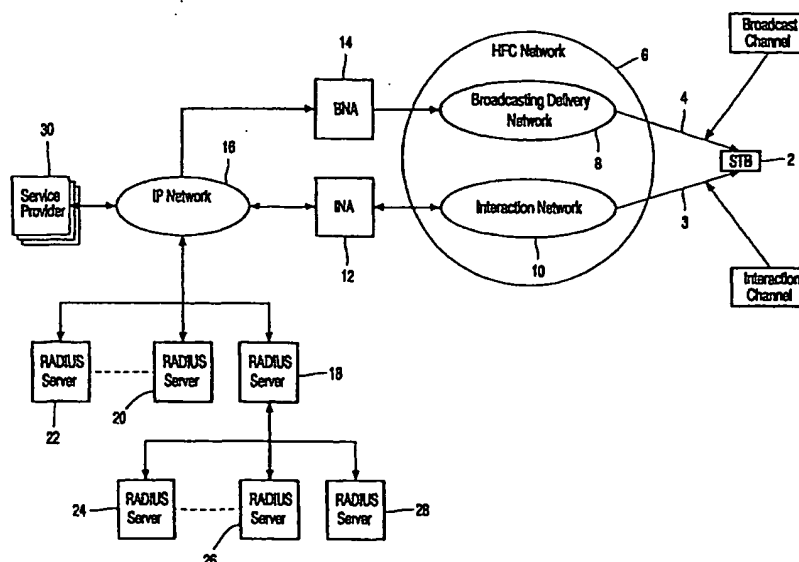 14
HFC Network
6
Broadcast
Channel
BNA
Broadcasting Delivery
Network
8
4
30
16
STB
2
Service
Provider
IP Network
INA
12
Interaction Network
10
3
Interaction
Channel
RADIUS
Server
22
RADIUS
Server
20
RADIUS
Server
18
RADIUS
Server
24
RADIUS
Server
26
RADIUS
Server
28